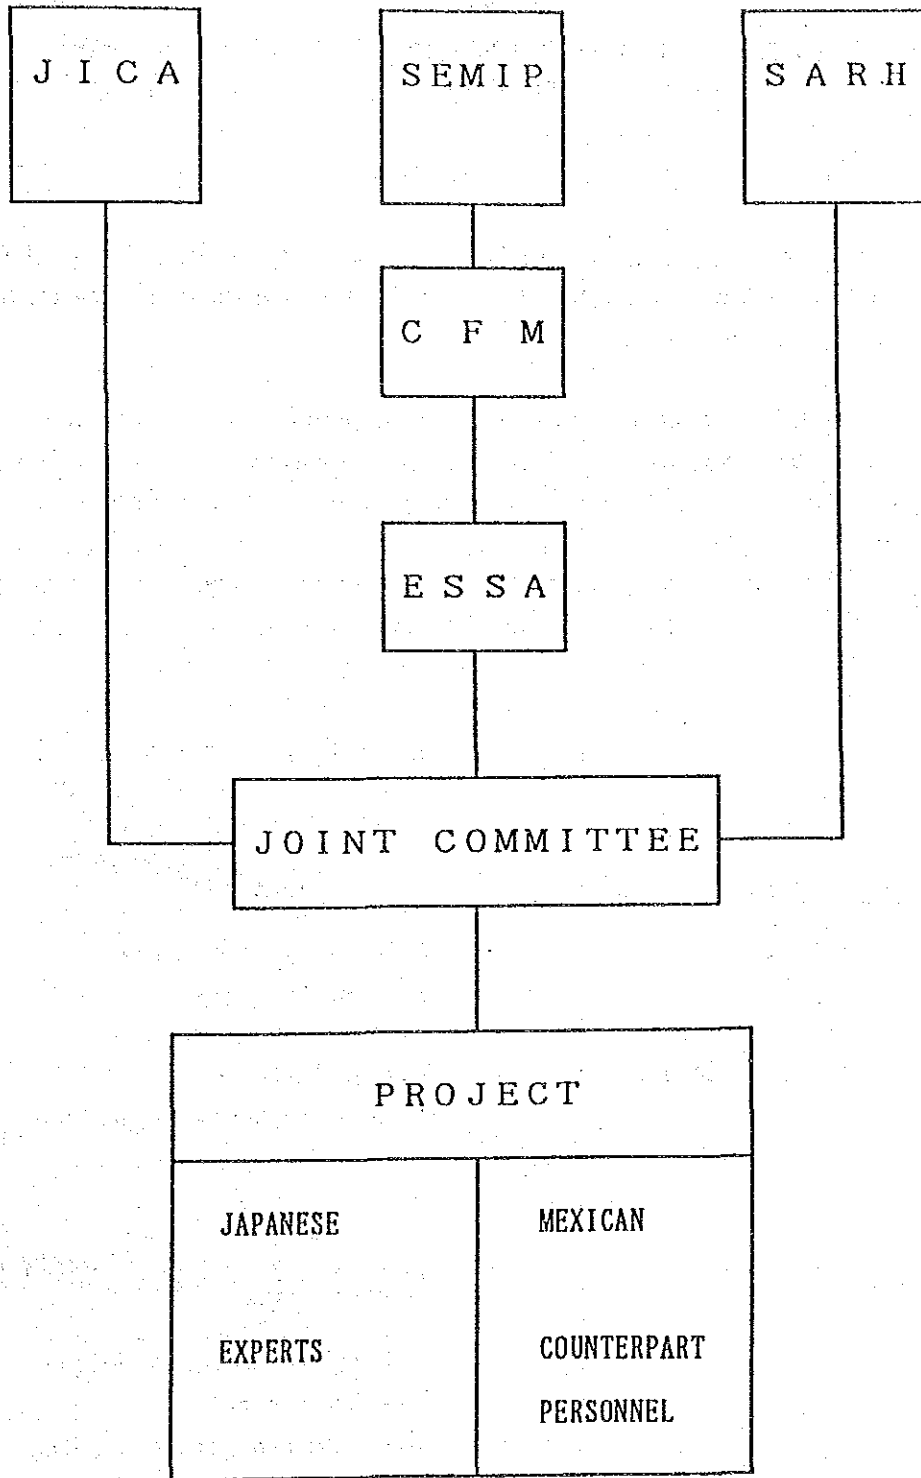 JICA
SEMIP
SARH
CFM
ESSA
JOINT COMMITTEE
PROJECT
JAPANESE
EXPERTS
MEXICAN
COUNTERPART
PERSONNEL